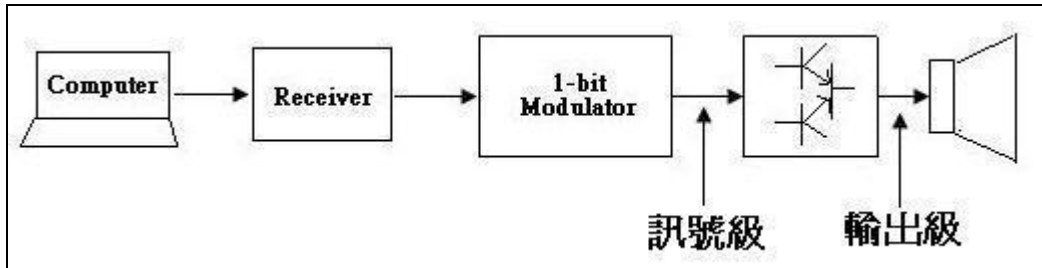 Computer
Receiver
1-bit
Modulator
訊號級
輸出級